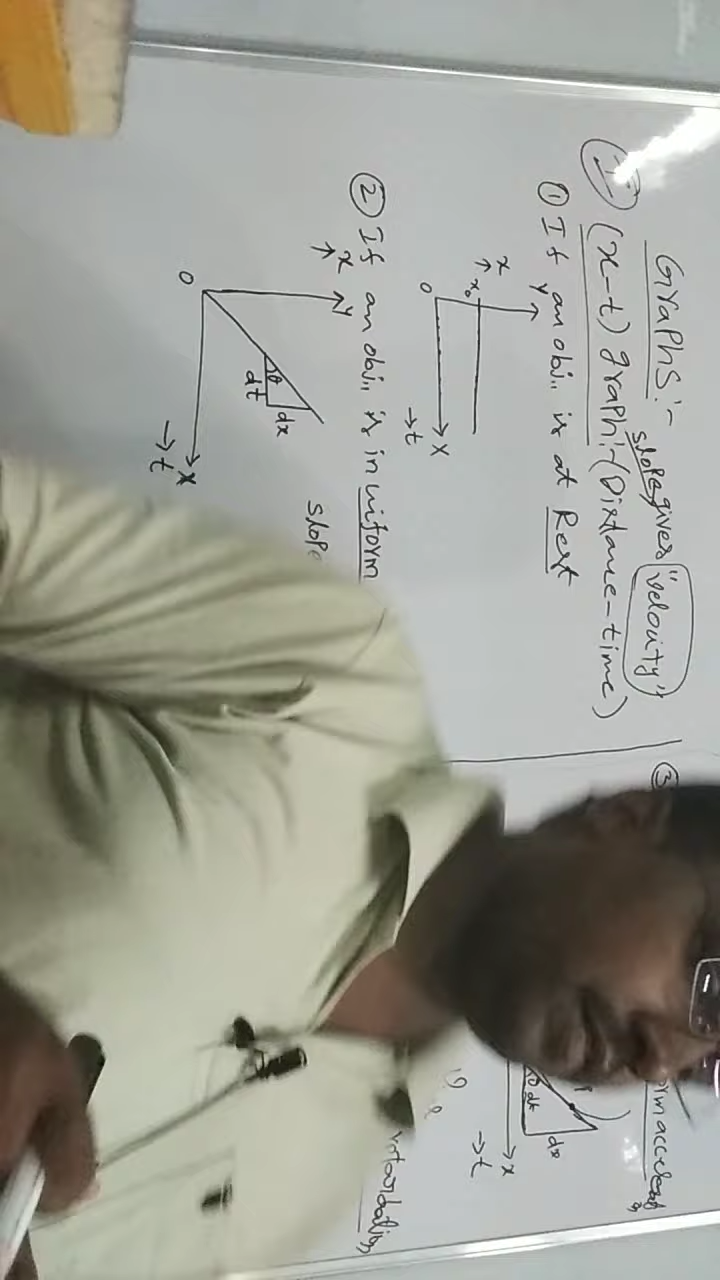 Graphs:-
slope gives "velocity"
(x-t) graph:- (Distance-time)
① If an obj" is at Rest
Y
x
x₀
O
X
→t
② If an obj" is in uniform
Y
x
θ
dx
dt
O
X
→t
slope
③
dx
dt
X
→t
retardation